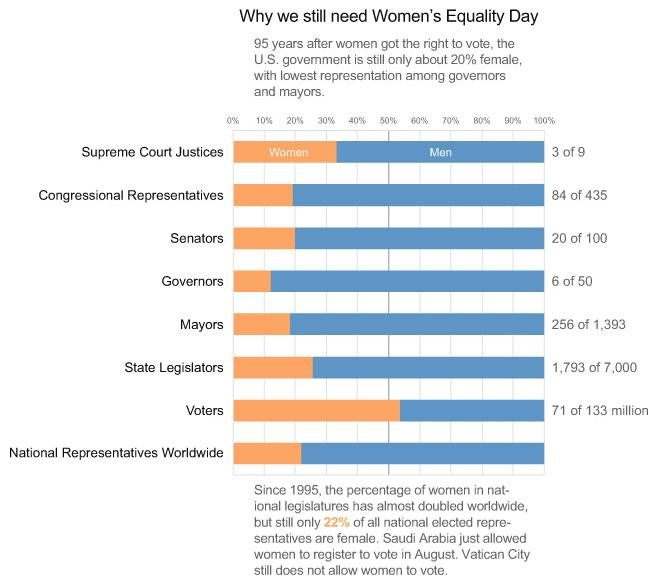 Why we still need Women's Equality Day
95 years after women got the right to vote, the
U.S. government is still only about 20% female,
with lowest representation among governors
and mayors.
0% 10% 20% 30% 40% 50% 60% 70% 80% 90% 100%
Supreme Court Justices Women Men 3 of 9
Congressional Representatives 84 of 435
Senators 20 of 100
Governors 6 of 50
Mayors 256 of 1,393
State Legislators 1,793 of 7,000
Voters 71 of 133 million
National Representatives Worldwide
Since 1995, the percentage of women in nat-
ional legislatures has almost doubled worldwide,
but still only 22% of all national elected repre-
sentatives are female. Saudi Arabia just allowed
women to register to vote in August. Vatican City
still does not allow women to vote.